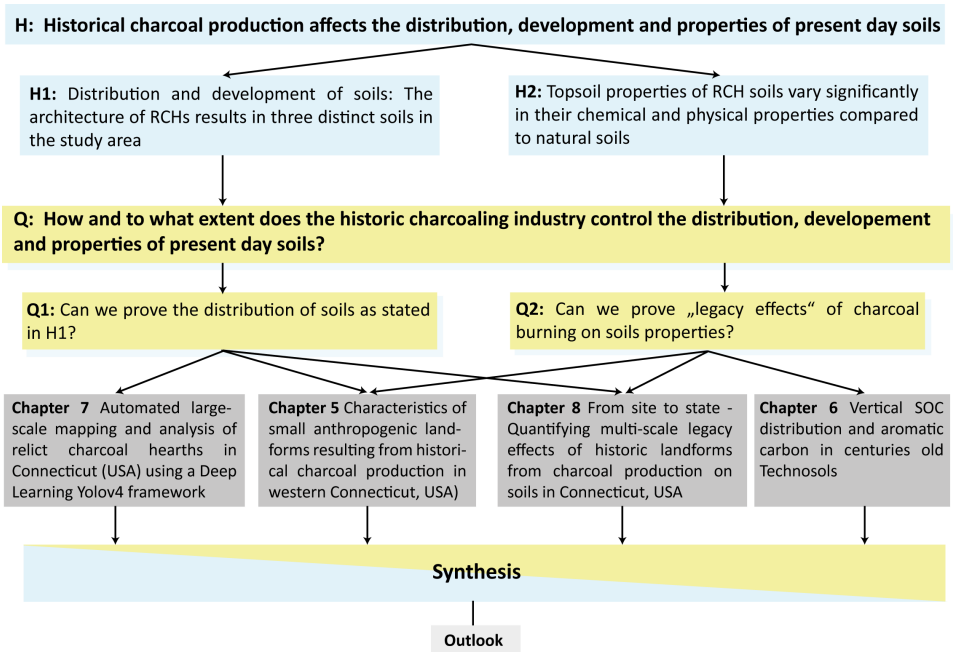 H: Historical charcoal production affects the distribution, development and properties of present day soils
H1: Distribution and development of soils: The
architecture of RCHs results in three distinct soils in
the study area
H2: Topsoil properties of RCH soils vary significantly
in their chemical and physical properties compared
to natural soils
Q: How and to what extent does the historic charcoaling industry control the distribution, developement
and properties of present day soils?
Q1: Can we prove the distribution of soils as stated
in H1?
Q2: Can we prove „legacy effects“ of charcoal
burning on soils properties?
Chapter 7 Automated large-
scale mapping and analysis of
relict charcoal hearths in
Connecticut (USA) using a Deep
Learning Yolov4 framework
Chapter 5 Characteristics of
small anthropogenic land-
forms resulting from histori-
cal charcoal production in
western Connecticut, USA)
Chapter 8 From site to state -
Quantifying multi-scale legacy
effects of historic landforms
from charcoal production on
soils in Connecticut, USA
Chapter 6 Vertical SOC
distribution and aromatic
carbon in centuries old
Technosols
Synthesis
Outlook